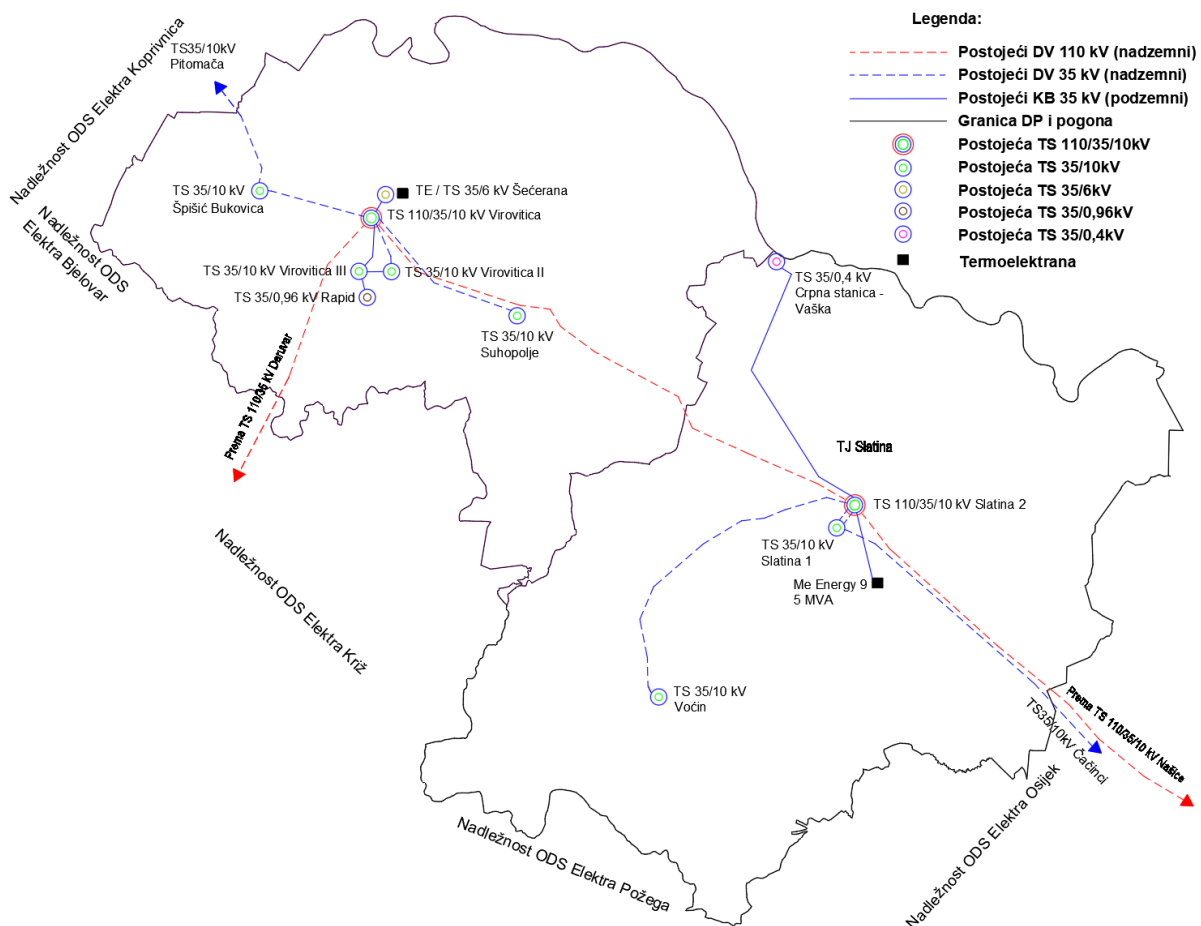 Legenda:
Postojeći DV 110 kV (nadzemni)
Postojeći DV 35 kV (nadzemni)
Postojeći KB 35 kV (podzemni)
Granica DP i pogona
Postojeća TS 110/35/10kV
Postojeća TS 35/10kV
Postojeća TS 35/6kV
Postojeća TS 35/0,96kV
Postojeća TS 35/0,4kV
Termoelektrana
TS35/10kV
Pitomača
Nadležnost ODS Elektra Koprivnica
TS 35/10 kV
Špišić Bukovica
TE / TS 35/6 kV Šećerana
TS 110/35/10 kV Virovitica
Nadležnost ODS
Elektra Bjelovar
TS 35/10 kV Virovitica III
TS 35/10 kV Virovitica II
TS 35/0,96 kV Rapid
TS 35/10 kV
Suhopolje
TS 35/0,4 kV
Crpna stanica -
Vaška
Prema TS 110/35 kV Daruvar
TJ Slatina
TS 110/35/10 kV Slatina 2
TS 35/10 kV
Slatina 1
Me Energy 9
5 MVA
Nadležnost ODS Elektra Križ
TS 35/10 kV
Voćin
Prema TS 110/35/10 kV Našice
TS35/10kV Čačinci
Nadležnost ODS Elektra Osijek
Nadležnost ODS Elektra Požega